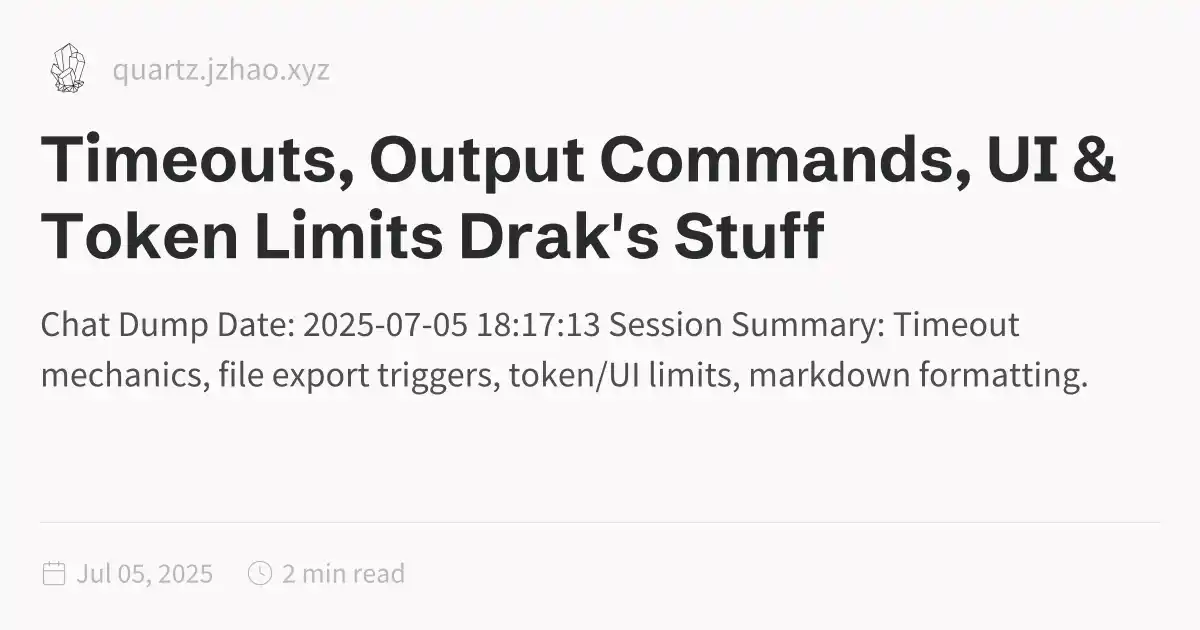 quartz.jzhao.xyz
Timeouts, Output Commands, UI &
Token Limits Drak's Stuff
Chat Dump Date: 2025-07-05 18:17:13 Session Summary: Timeout
mechanics, file export triggers, token/UI limits, markdown formatting.
Jul 05, 2025 2 min read